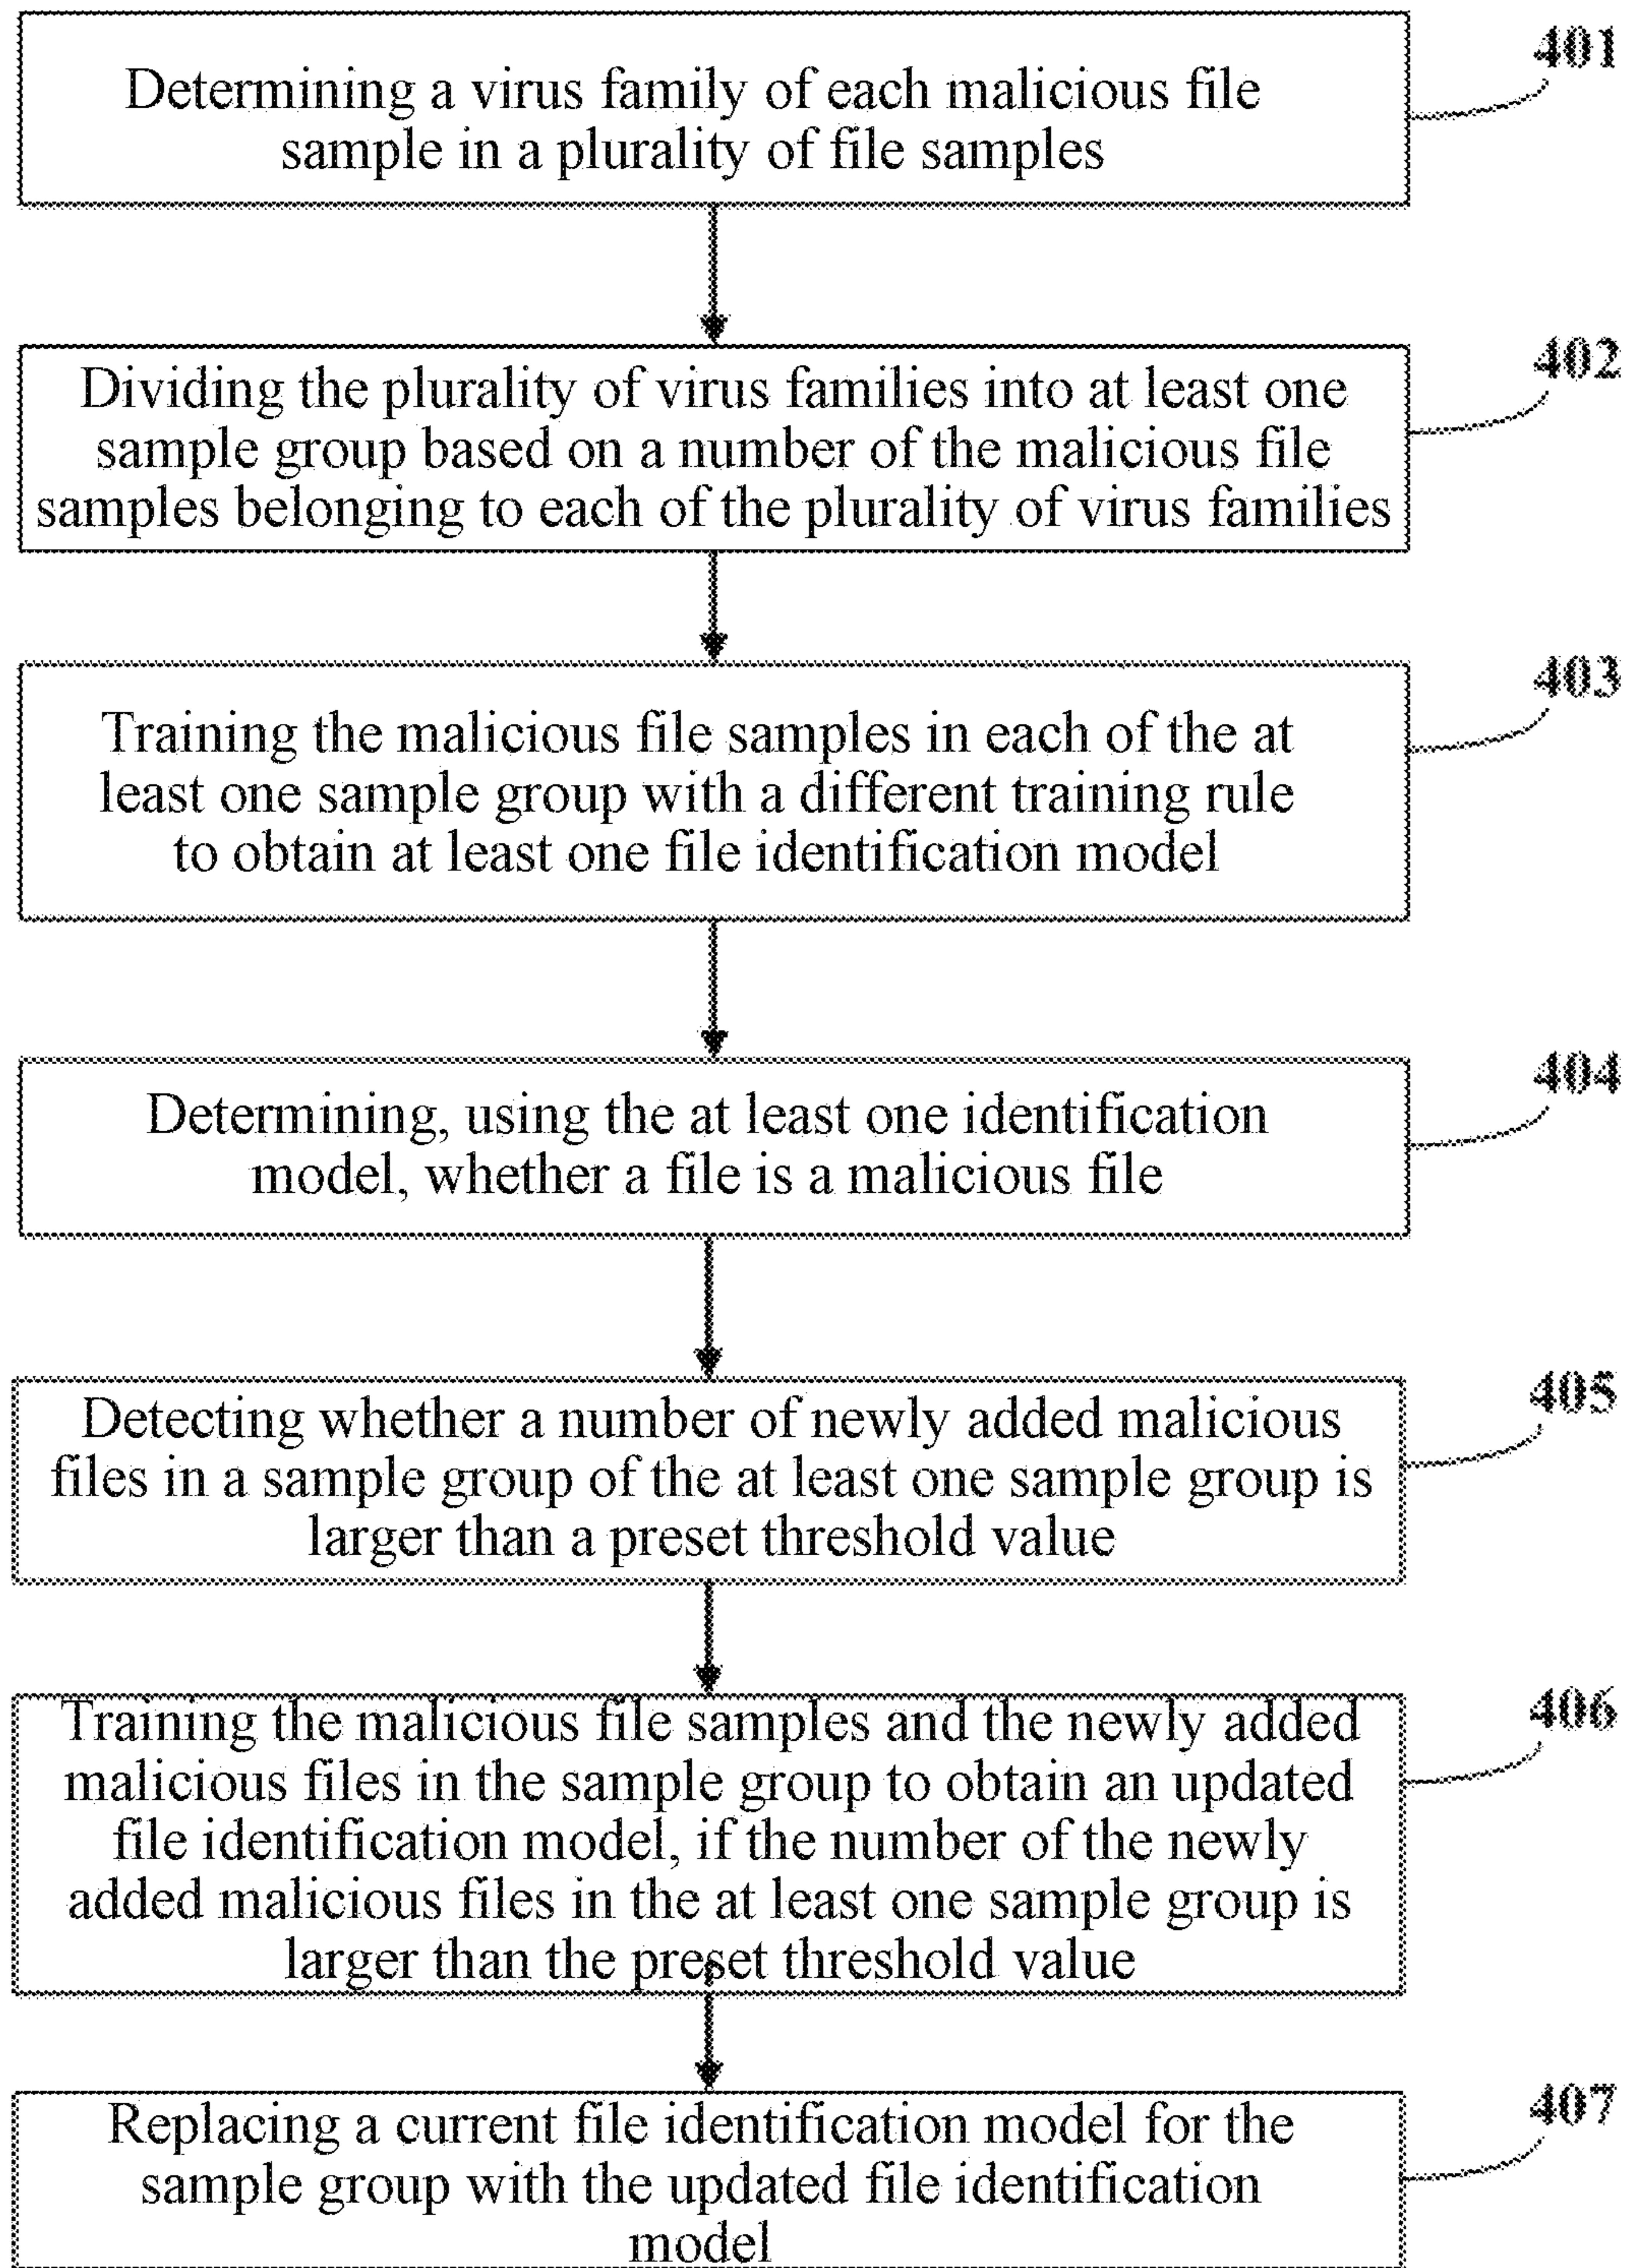 401
Determining a virus family of each malicious file
sample in a plurality of file samples
402
Dividing the plurality of virus families into at least one
sample group based on a number of the malicious file
samples belonging to each of the plurality of virus families
403
Training the malicious file samples in each of the at
least one sample group with a different training rule
to obtain at least one file identification model
404
Determining, using the at least one identification
model, whether a file is a malicious file
405
Detecting whether a number of newly added malicious
files in a sample group of the at least one sample group is
larger than a preset threshold value
406
Training the malicious file samples and the newly added
malicious files in the sample group to obtain an updated
file identification model, if the number of the newly
added malicious files in the at least one sample group is
larger than the preset threshold value
407
Replacing a current file identification model for the
sample group with the updated file identification
model